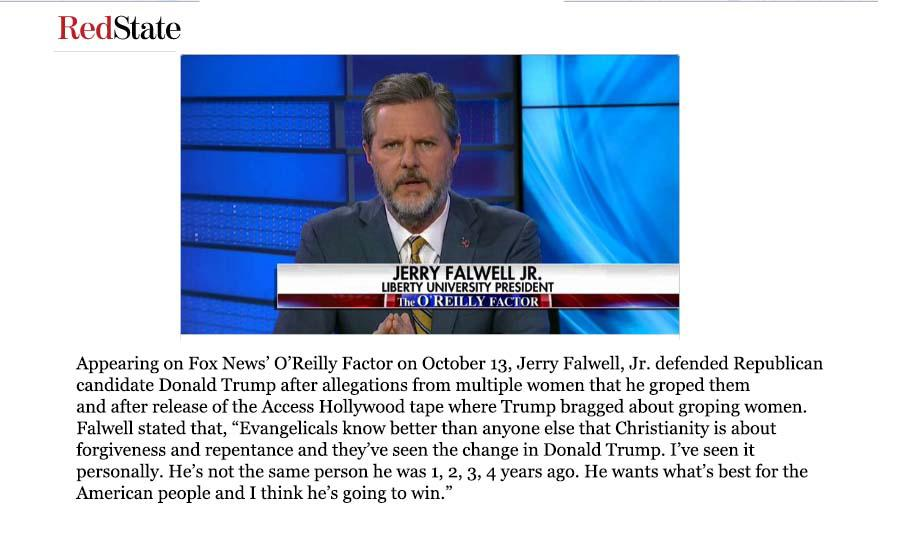 RedState
JERRY FALWELL JR.
LIBERTY UNIVERSITY PRESIDENT
The O'REILLY FACTOR
Appearing on Fox News’ O’Reilly Factor on October 13, Jerry Falwell, Jr. defended Republican
candidate Donald Trump after allegations from multiple women that he groped them
and after release of the Access Hollywood tape where Trump bragged about groping women.
Falwell stated that, “Evangelicals know better than anyone else that Christianity is about
forgiveness and repentance and they’ve seen the change in Donald Trump. I’ve seen it
personally. He’s not the same person he was 1, 2, 3, 4 years ago. He wants what’s best for the
American people and I think he’s going to win.”